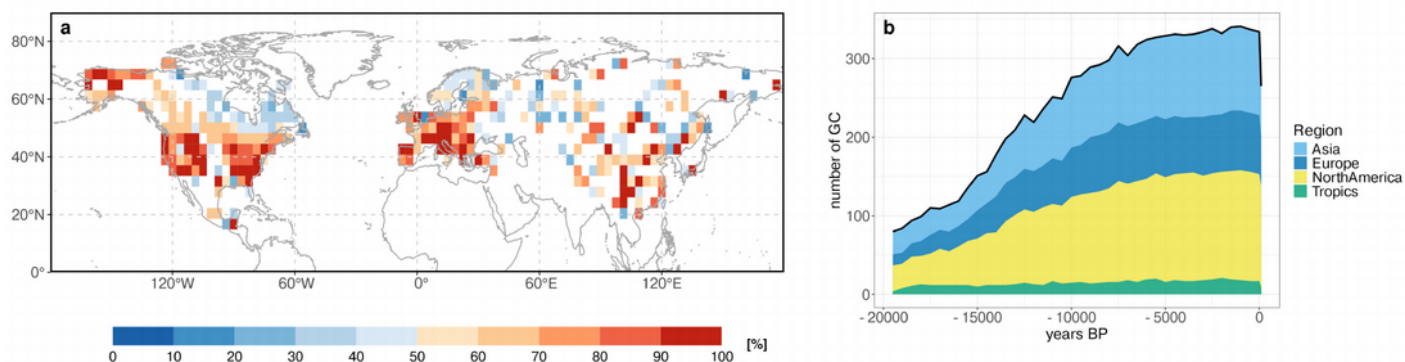 a
80°N
60°N
40°N
20°N
0°
120°W 60°W 0° 60°E 120°E
0 10 20 30 40 50 60 70 80 90 100 [%]
b
number of GC
300
200
100
0
- 20000 - 15000 - 10000 - 5000 0
years BP
Region
Asia
Europe
NorthAmerica
Tropics